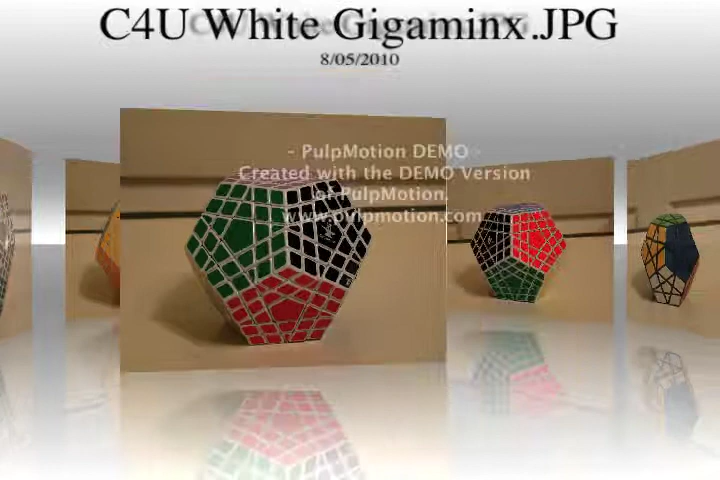 C4U White Gigaminx.JPG
8/05/2010
- PulpMotion DEMO -
Created with the DEMO Version
of PulpMotion.
www.pulpmotion.com